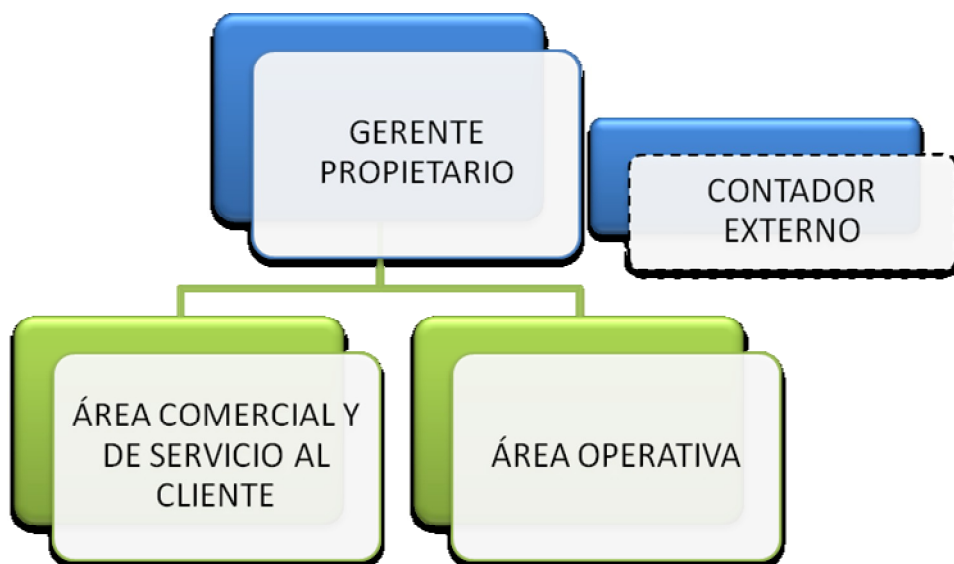 GERENTE
PROPIETARIO
CONTADOR
EXTERNO
ÁREA COMERCIAL Y
DE SERVICIO AL
CLIENTE
ÁREA OPERATIVA